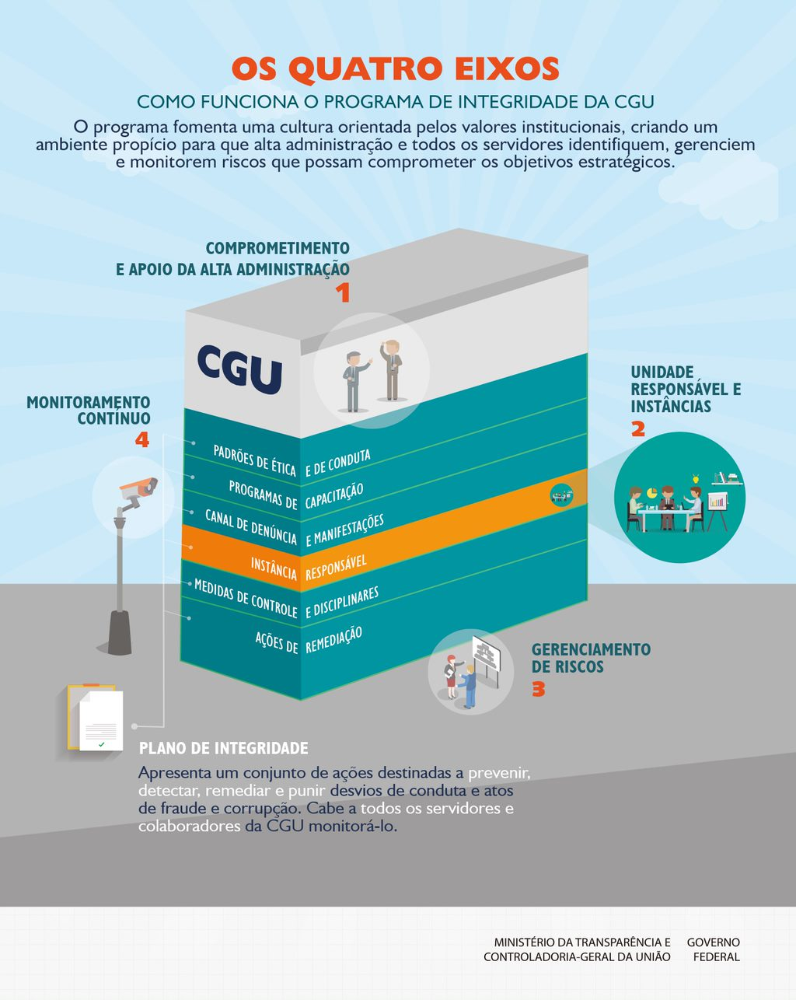 OS QUATRO EIXOS
COMO FUNCIONA O PROGRAMA DE INTEGRIDADE DA CGU
O programa fomenta uma cultura orientada pelos valores institucionais, criando um
ambiente propício para que alta administração e todos os servidores identifiquem, gerenciem
e monitorem riscos que possam comprometer os objetivos estratégicos.
COMPROMETIMENTO
E APOIO DA ALTA ADMINISTRAÇÃO
1
CGU
UNIDADE
RESPONSÁVEL E
INSTÂNCIAS
2
MONITORAMENTO
CONTÍNUO
4
PADRÕES DE ÉTICA E DE CONDUTA
PROGRAMAS DE CAPACITAÇÃO
CANAL DE DENÚNCIA E MANIFESTAÇÕES
INSTÂNCIA RESPONSÁVEL
MEDIDAS DE CONTROLE E DISCIPLINARES
AÇÕES DE REMEDIAÇÃO
GERENCIAMENTO
DE RISCOS
3
PLANO DE INTEGRIDADE
Apresenta um conjunto de ações destinadas a prevenir,
detectar, remediar e punir desvios de conduta e atos
de fraude e corrupção. Cabe a todos os servidores e
colaboradores da CGU monitorá-lo.
MINISTÉRIO DA TRANSPARÊNCIA E
CONTROLADORIA-GERAL DA UNIÃO
GOVERNO
FEDERAL